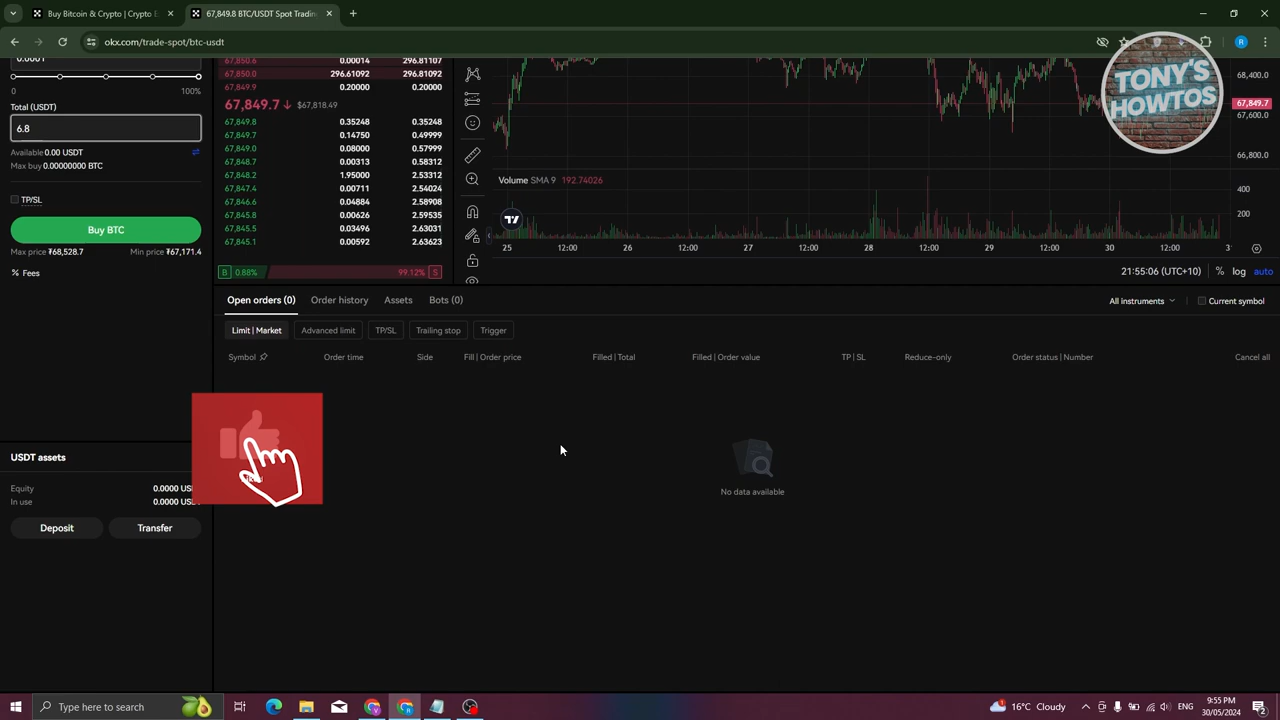 Buy Bitcoin & Crypto | Crypto E
67,849.8 BTC/USDT Spot Trading
okx.com/trade-spot/btc-usdt
R
TONY'S
HOWTOS
0.0001
0 100%
Total (USDT)
6.8
Available 0.00 USDT
Max buy 0.00000000 BTC
TP/SL
Buy BTC
Max price ₮68,528.7 Min price ₮67,171.4
% Fees
67,850.6 0.00014 296.81107
67,850.0 296.61092 296.81092
67,849.9 0.20000 0.20000
67,849.7 ↓ $67,818.49
67,849.8 0.35248 0.35248
67,849.7 0.14750 0.49999
67,849.0 0.08000 0.57999
67,848.7 0.00313 0.58312
67,848.2 1.95000 2.53312
67,847.4 0.00711 2.54024
67,846.6 0.04884 2.58908
67,845.8 0.00626 2.59535
67,845.5 0.03496 2.63031
67,845.1 0.00592 2.63623
B 0.88% 99.12% S
68,400.0
67,849.7
67,600.0
66,800.0
Volume SMA 9 192.74026
400
200
25 12:00 26 12:00 27 12:00 28 12:00 29 12:00 30 12:00 3
21:55:06 (UTC+10) % log auto
Open orders (0) Order history Assets Bots (0)
All instruments Current symbol
Limit | Market Advanced limit TP/SL Trailing stop Trigger
Symbol Order time Side Fill | Order price Filled | Total Filled | Order value TP | SL Reduce-only Order status | Number Cancel all
No data available
USDT assets
Equity 0.0000
In use 0.0000
Deposit Transfer
Type here to search
16°C Cloudy
9:55 PM
30/05/2024